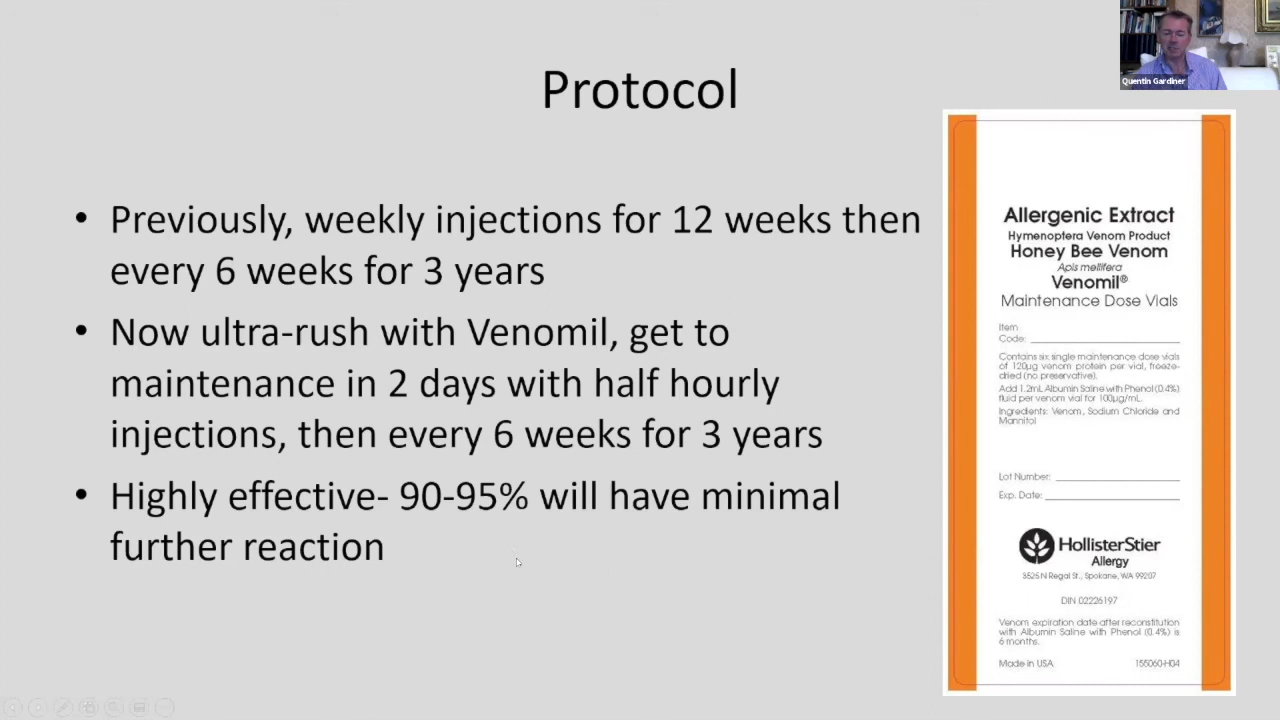 Protocol
Quentin Gardiner
• Previously, weekly injections for 12 weeks then
every 6 weeks for 3 years
• Now ultra-rush with Venomil, get to
maintenance in 2 days with half hourly
injections, then every 6 weeks for 3 years
• Highly effective- 90-95% will have minimal
further reaction
Allergenic Extract
Hymenoptera Venom Product
Honey Bee Venom
Apis mellifera
Venomil®
Maintenance Dose Vials
Item
Code:
Contains six single maintenance dose vials
of 120µg venom protein per vial, freeze-
dried (no preservative).
Add 1.2mL Albumin Saline with Phenol (0.4%)
fluid per venom vial for 100µg/mL.
Ingredients: Venom, Sodium Chloride and
Mannitol
Lot Number:
Exp. Date:
HollisterStier
Allergy
3525 N Regal St., Spokane, WA 99207
DIN 02226197
Venom expiration date after reconstitution
with Albumin Saline with Phenol (0.4%) is
6 months.
Made in USA 155060-H04